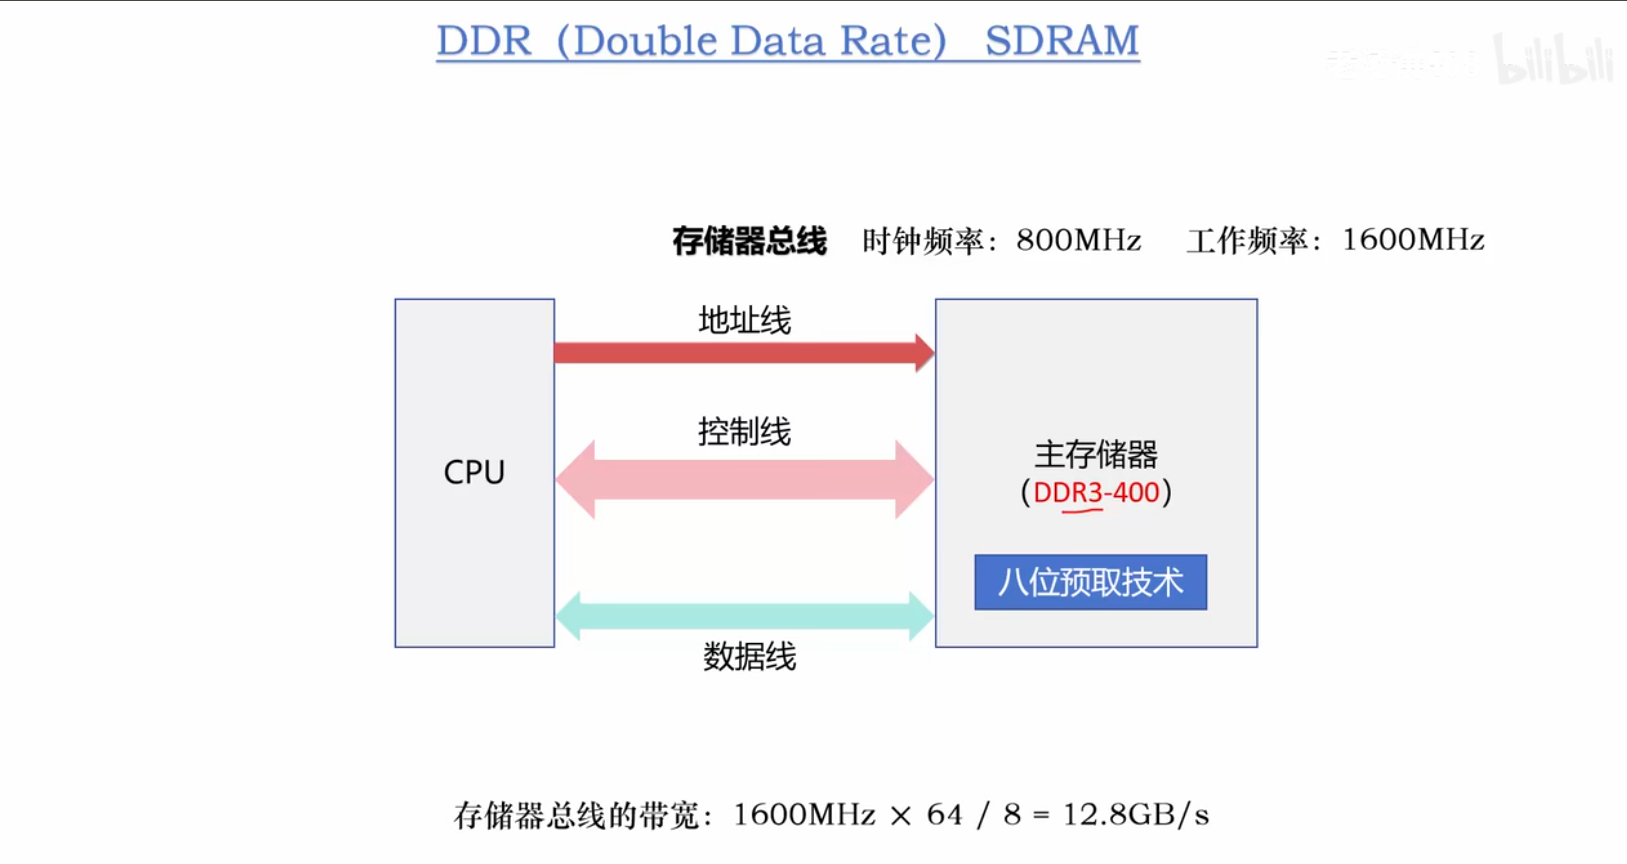 DDR（Double Data Rate） SDRAM
bilibili
存储器总线 时钟频率：800MHz 工作频率：1600MHz
地址线
控制线
CPU
主存储器
（DDR3-400）
八位预取技术
数据线
存储器总线的带宽：1600MHz × 64 / 8 = 12.8GB/s